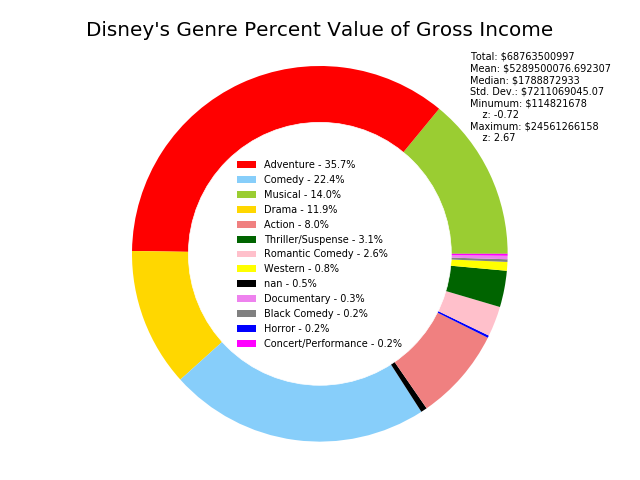 Disney's Genre Percent Value of Gross Income
Total: $68763500997
Mean: $5289500076.692307
Median: $1788872933
Std. Dev.: $7211069045.07
Minumum: $114821678
z: -0.72
Maximum: $24561266158
z: 2.67
Adventure - 35.7%
Comedy - 22.4%
Musical - 14.0%
Drama - 11.9%
Action - 8.0%
Thriller/Suspense - 3.1%
Romantic Comedy - 2.6%
Western - 0.8%
nan - 0.5%
Documentary - 0.3%
Black Comedy - 0.2%
Horror - 0.2%
Concert/Performance - 0.2%